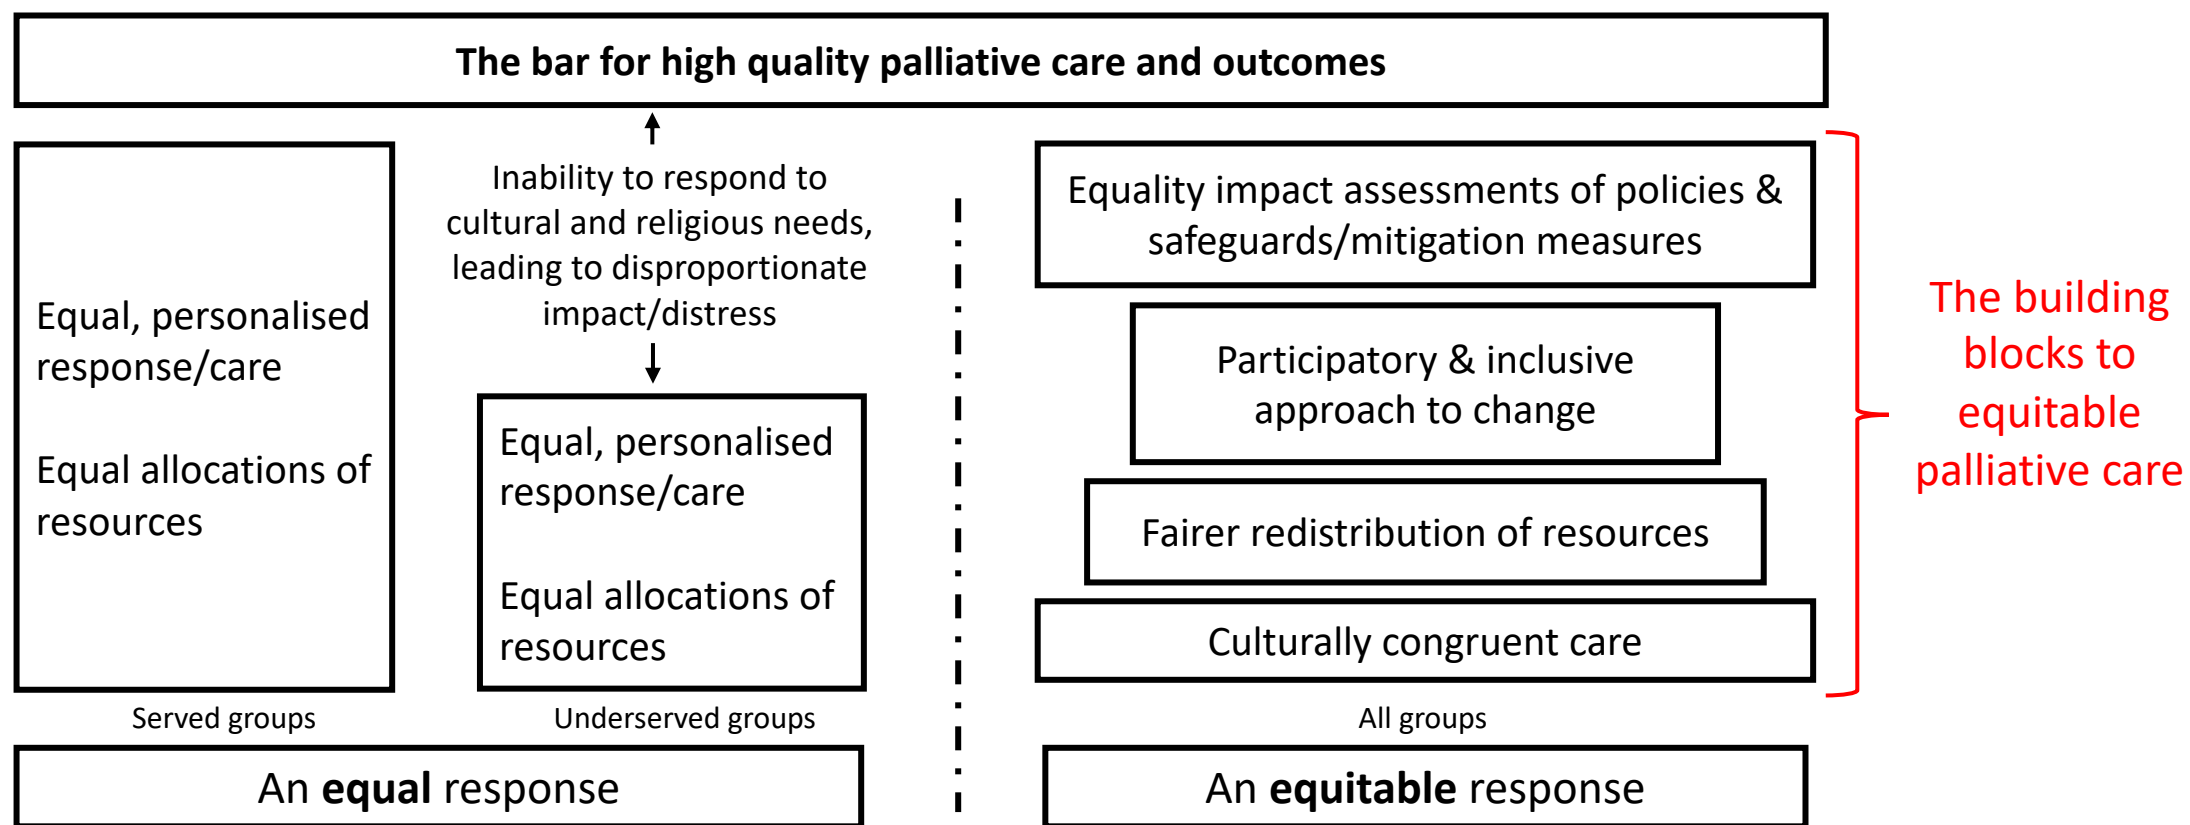 The bar for high quality palliative care and outcomes
Equal, personalised
response/care
Equal allocations of
resources
Served groups
Inability to respond to
cultural and religious needs,
leading to disproportionate
impact/distress
Equal, personalised
response/care
Equal allocations of
resources
Underserved groups
An equal response
Equality impact assessments of policies &
safeguards/mitigation measures
Participatory & inclusive
approach to change
Fairer redistribution of resources
Culturally congruent care
All groups
An equitable response
The building
blocks to
equitable
palliative care